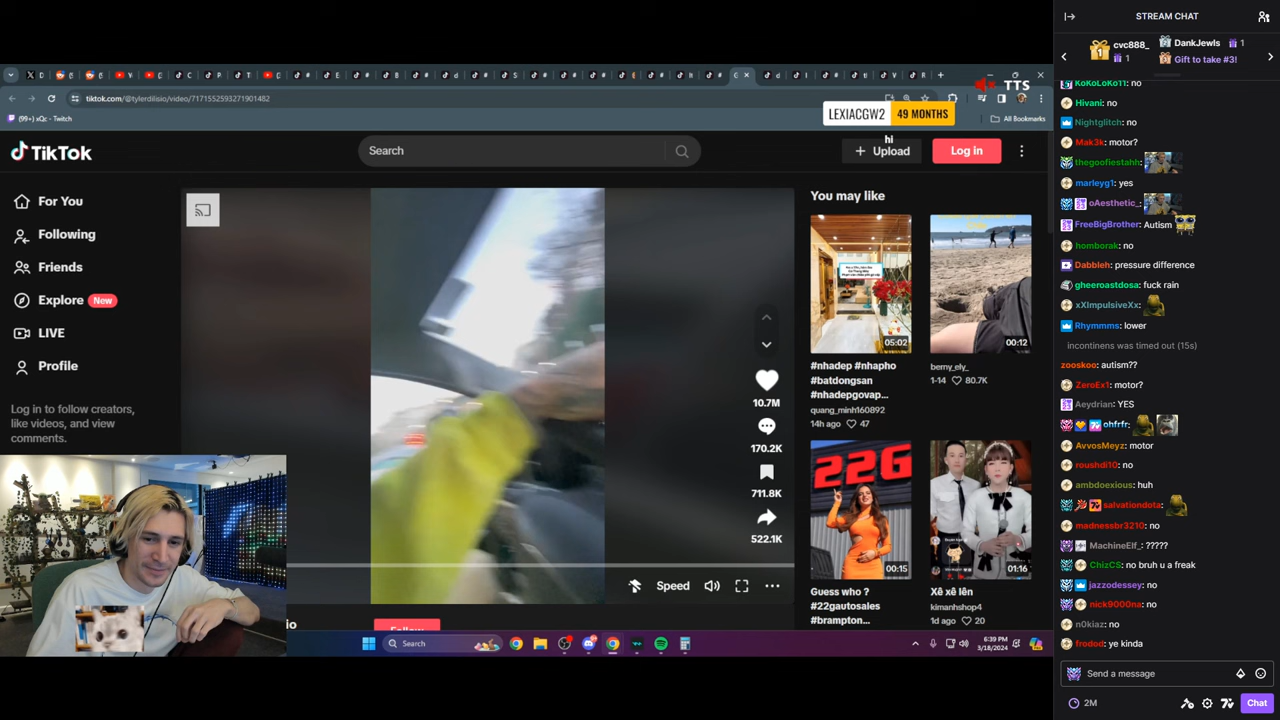 STREAM CHAT
cvc888_
1
DankJewls 1
Gift to take #3!
tiktok.com/@tylerdilisio/video/7171552593271901482
TTS
(99+) xQc - Twitch
LEXIACGW2 49 MONTHS
hi
All Bookmarks
TikTok
Search
Upload
Log in
For You
Following
Friends
Explore New
LIVE
Profile
Log in to follow creators,
like videos, and view
comments.
10.7M
170.2K
711.8K
522.1K
Speed
io
Follow
You may like
05:02
#nhadep #nhapho
#batdongsan
#nhadepgovap...
quang_minh160892
14h ago 47
00:12
berny_ely_
1-14 80.7K
22G
00:15
Guess who ?
#22gautosales
#brampton...
01:16
Xê xê lên
kimanhshop4
1d ago 20
Search
6:39 PM
3/18/2024
KoKoLoKo11: no
Hivani: no
Nightglitch: no
Mak3k: motor?
thegoofiestahh:
marleyg1: yes
oAesthetic_:
FreeBigBrother: Autism
homborak: no
Dabbleh: pressure difference
gheeroastdosa: fuck rain
xXImpulsiveXx:
Rhymmms: lower
incontinens was timed out (15s)
zooskoo: autism??
ZeroEx1: motor?
Aeydrian: YES
ohfrfr:
AvvosMeyz: motor
roushdi10: no
ambdoexious: huh
salvationdota:
madnessbr3210: no
MachineElf_: ?????
ChizCS: no bruh u a freak
jazzodessey: no
nick9000na: no
n0kiaz: no
frodod: ye kinda
Send a message
2M
Chat